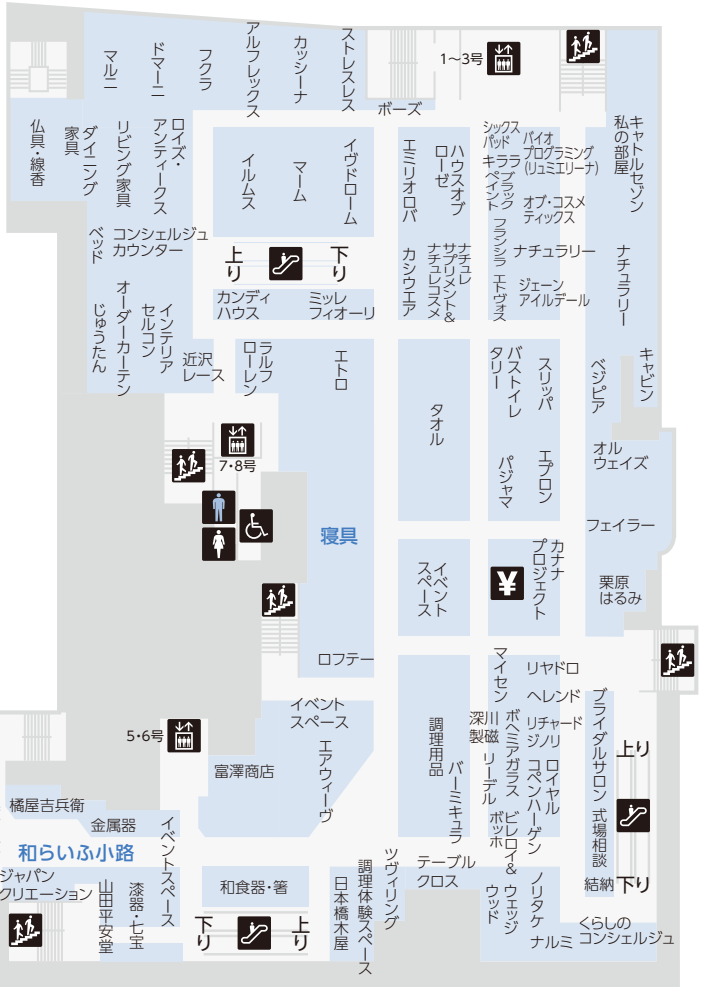 マルニ
ドマーニ
フクラ
アルフレックス
カッシーナ
ストレスレス
1～3号
ボーズ
仏具・線香
ダイニング
家具
リビング家具
ロイズ・
アンティークス
イルムス
マーム
イヴドローム
エミリオロバ
ハウスオブ
ローゼ
シックス
パッド
キララ
ブラック
ペイント
バイオ
プログラミング
(リュミエリーナ)
オブ・コスメ
ティックス
キャトルセゾン
私の部屋
ベッド
コンシェルジュ
カウンター
上り
下り
カシウエア
ナチュレ
サプリメント&
ナチュレコスメ
フランシラ
エトヴォス
ナチュラリー
ジェーン
アイルデール
ナチュラリー
カンディ
ハウス
ミッレ
フィオーリ
じゅうたん
オーダーカーテン
インテリア
セルコン
近沢
レース
ラルフ
ローレン
エトロ
タオル
バストイレ
タリー
スリッパ
ベジピア
キャビン
パジャマ
エプロン
オル
ウェイズ
7・8号
寝具
フェイラー
イベント
スペース
¥
カナナ
プロジェクト
栗原
はるみ
ロフテー
イベント
スペース
エアウィーヴ
5・6号
富澤商店
調理用品
バーミキュラ
マイセン
リヤドロ
ヘレンド
深川
製磁
ボヘミアガラス
リチャード
ジノリ
リーデル
ロイヤル
コペンハーゲン
ビレロイ&
ボッホ
ブライダルサロン
式場相談
結納
上り
下り
橘屋吉兵衛
金属器
和らいふ小路
イベントスペース
ジャパン
クリエーション
山田平安堂
漆器・七宝
和食器・箸
下り
上り
日本橋木屋
調理体験スペース
ツヴィリング
テーブル
クロス
ウェッジ
ウッド
ノリタケ
ナルミ
くらしの
コンシェルジュ